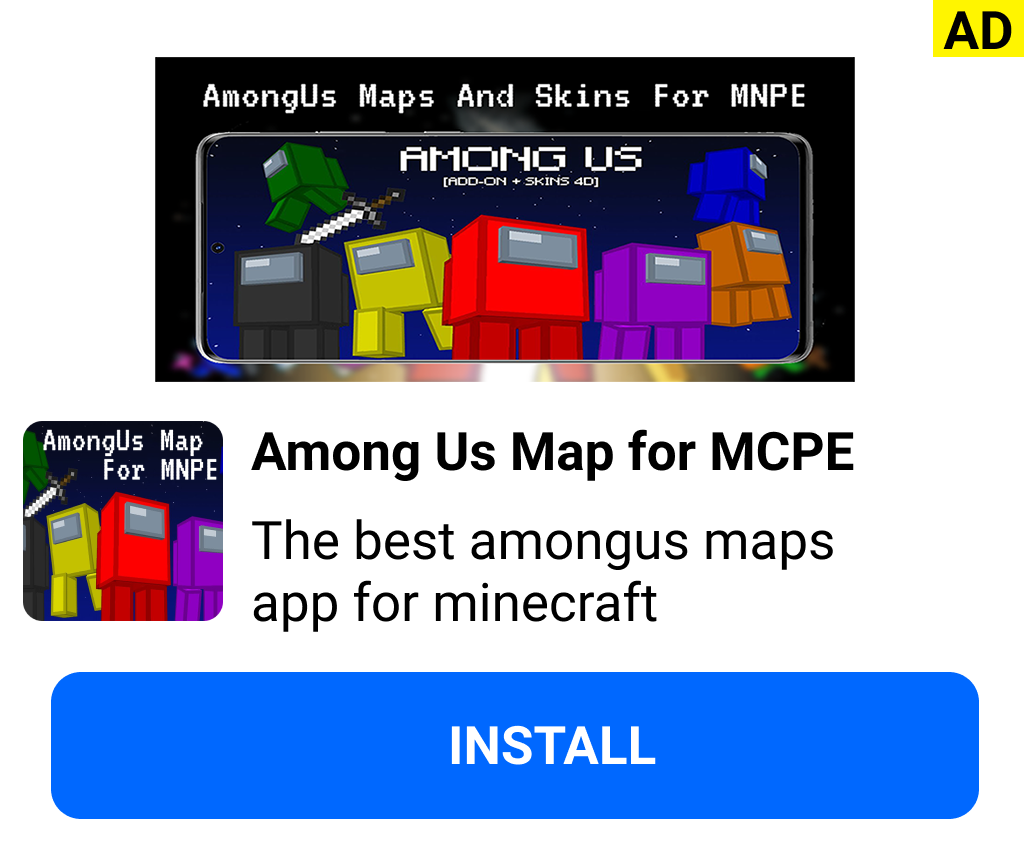 AD
AmongUs Maps And Skins For MNPE
AMONG US
[ADD-ON + SKINS 4D]
AmongUs Map
For MNPE
Among Us Map for MCPE
The best amongus maps
app for minecraft
INSTALL